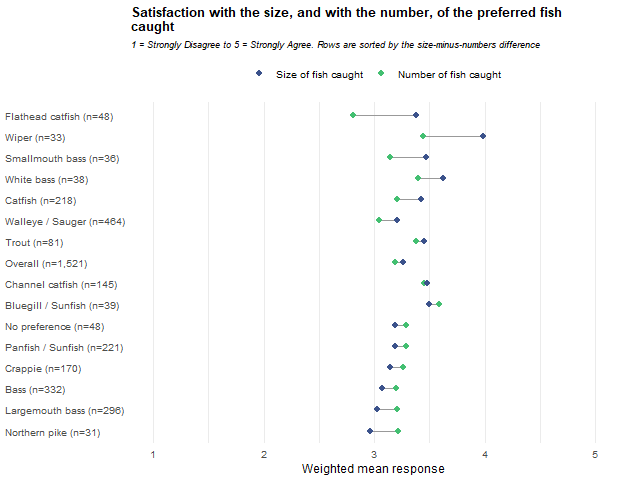 Satisfaction with the size, and with the number, of the preferred fish
caught
1 = Strongly Disagree to 5 = Strongly Agree. Rows are sorted by the size-minus-numbers difference
Size of fish caught
Number of fish caught
Flathead catfish (n=48)
Wiper (n=33)
Smallmouth bass (n=36)
White bass (n=38)
Catfish (n=218)
Walleye / Sauger (n=464)
Trout (n=81)
Overall (n=1,521)
Channel catfish (n=145)
Bluegill / Sunfish (n=39)
No preference (n=48)
Panfish / Sunfish (n=221)
Crappie (n=170)
Bass (n=332)
Largemouth bass (n=296)
Northern pike (n=31)
1 2 3 4 5
Weighted mean response